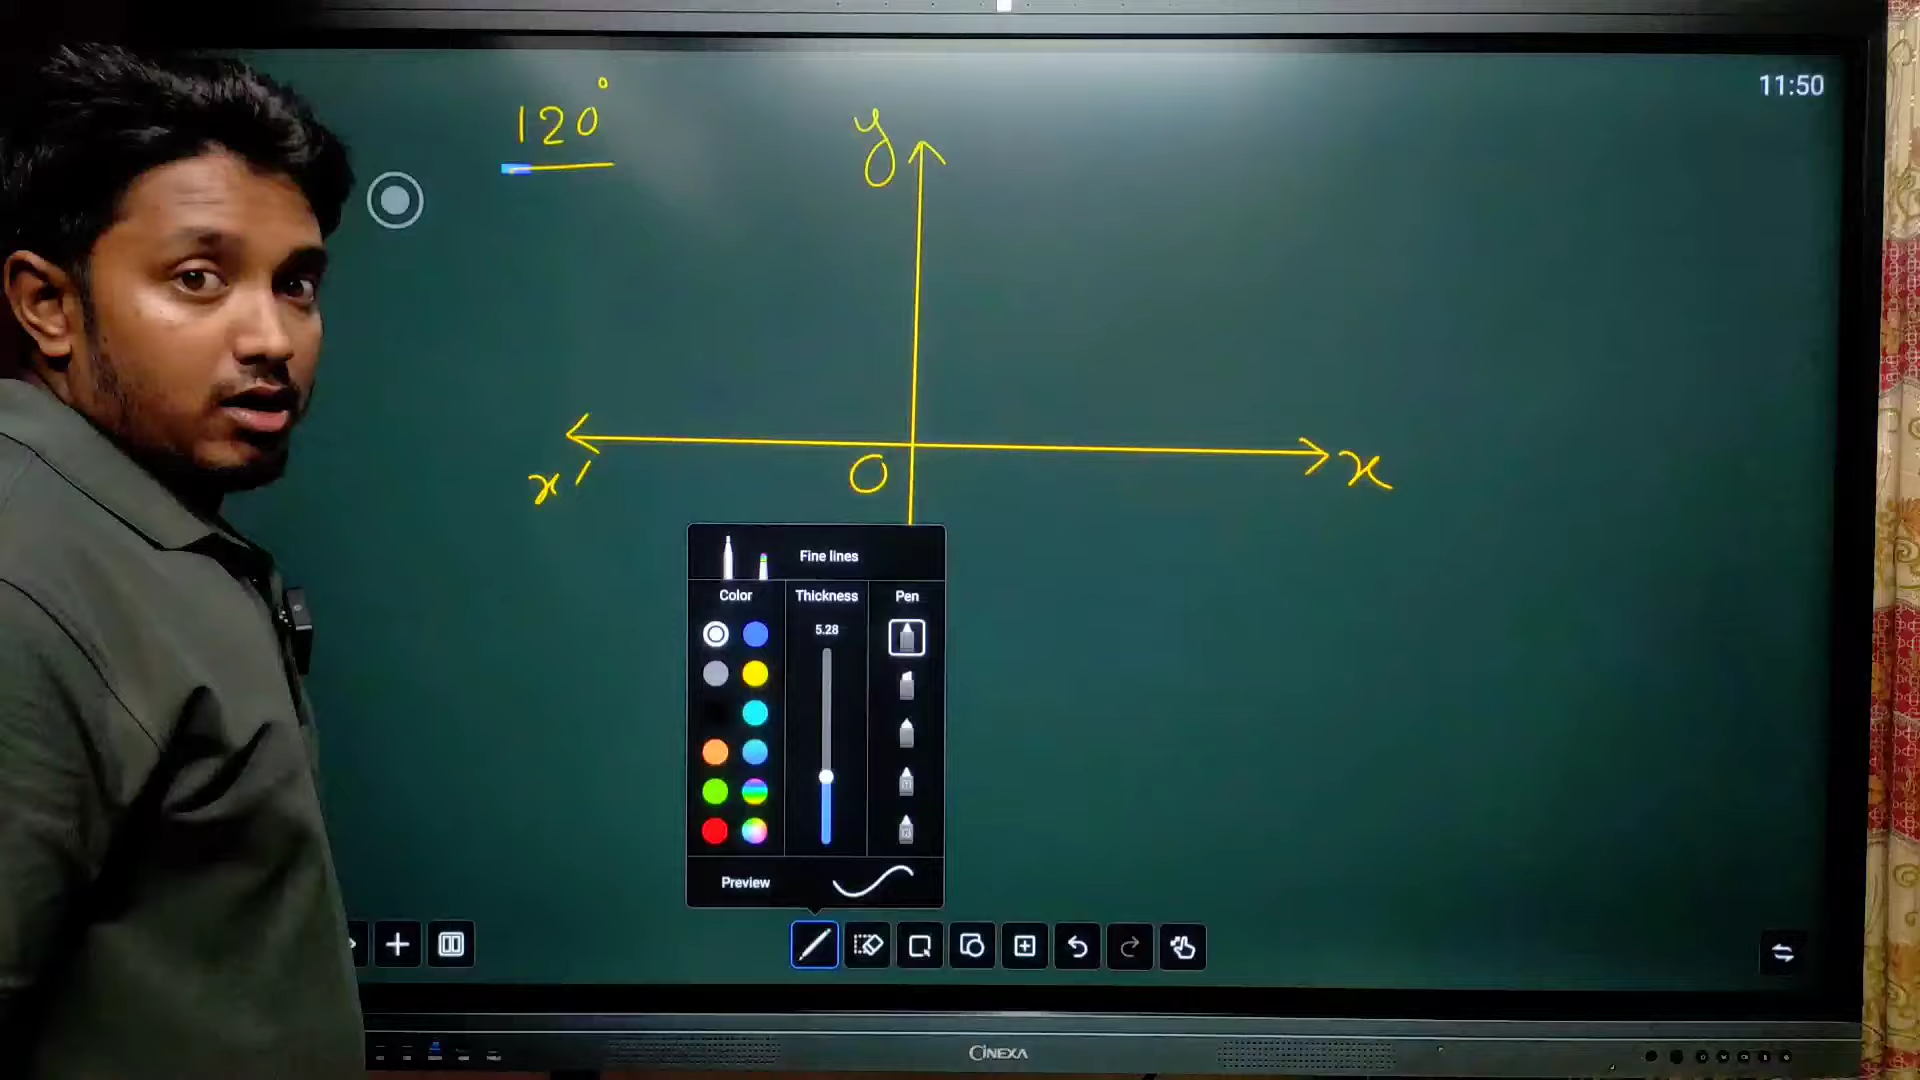 11:50
120°
y
x'
O
x
Fine lines
Color
Thickness
Pen
5.28
Preview
CINEXA